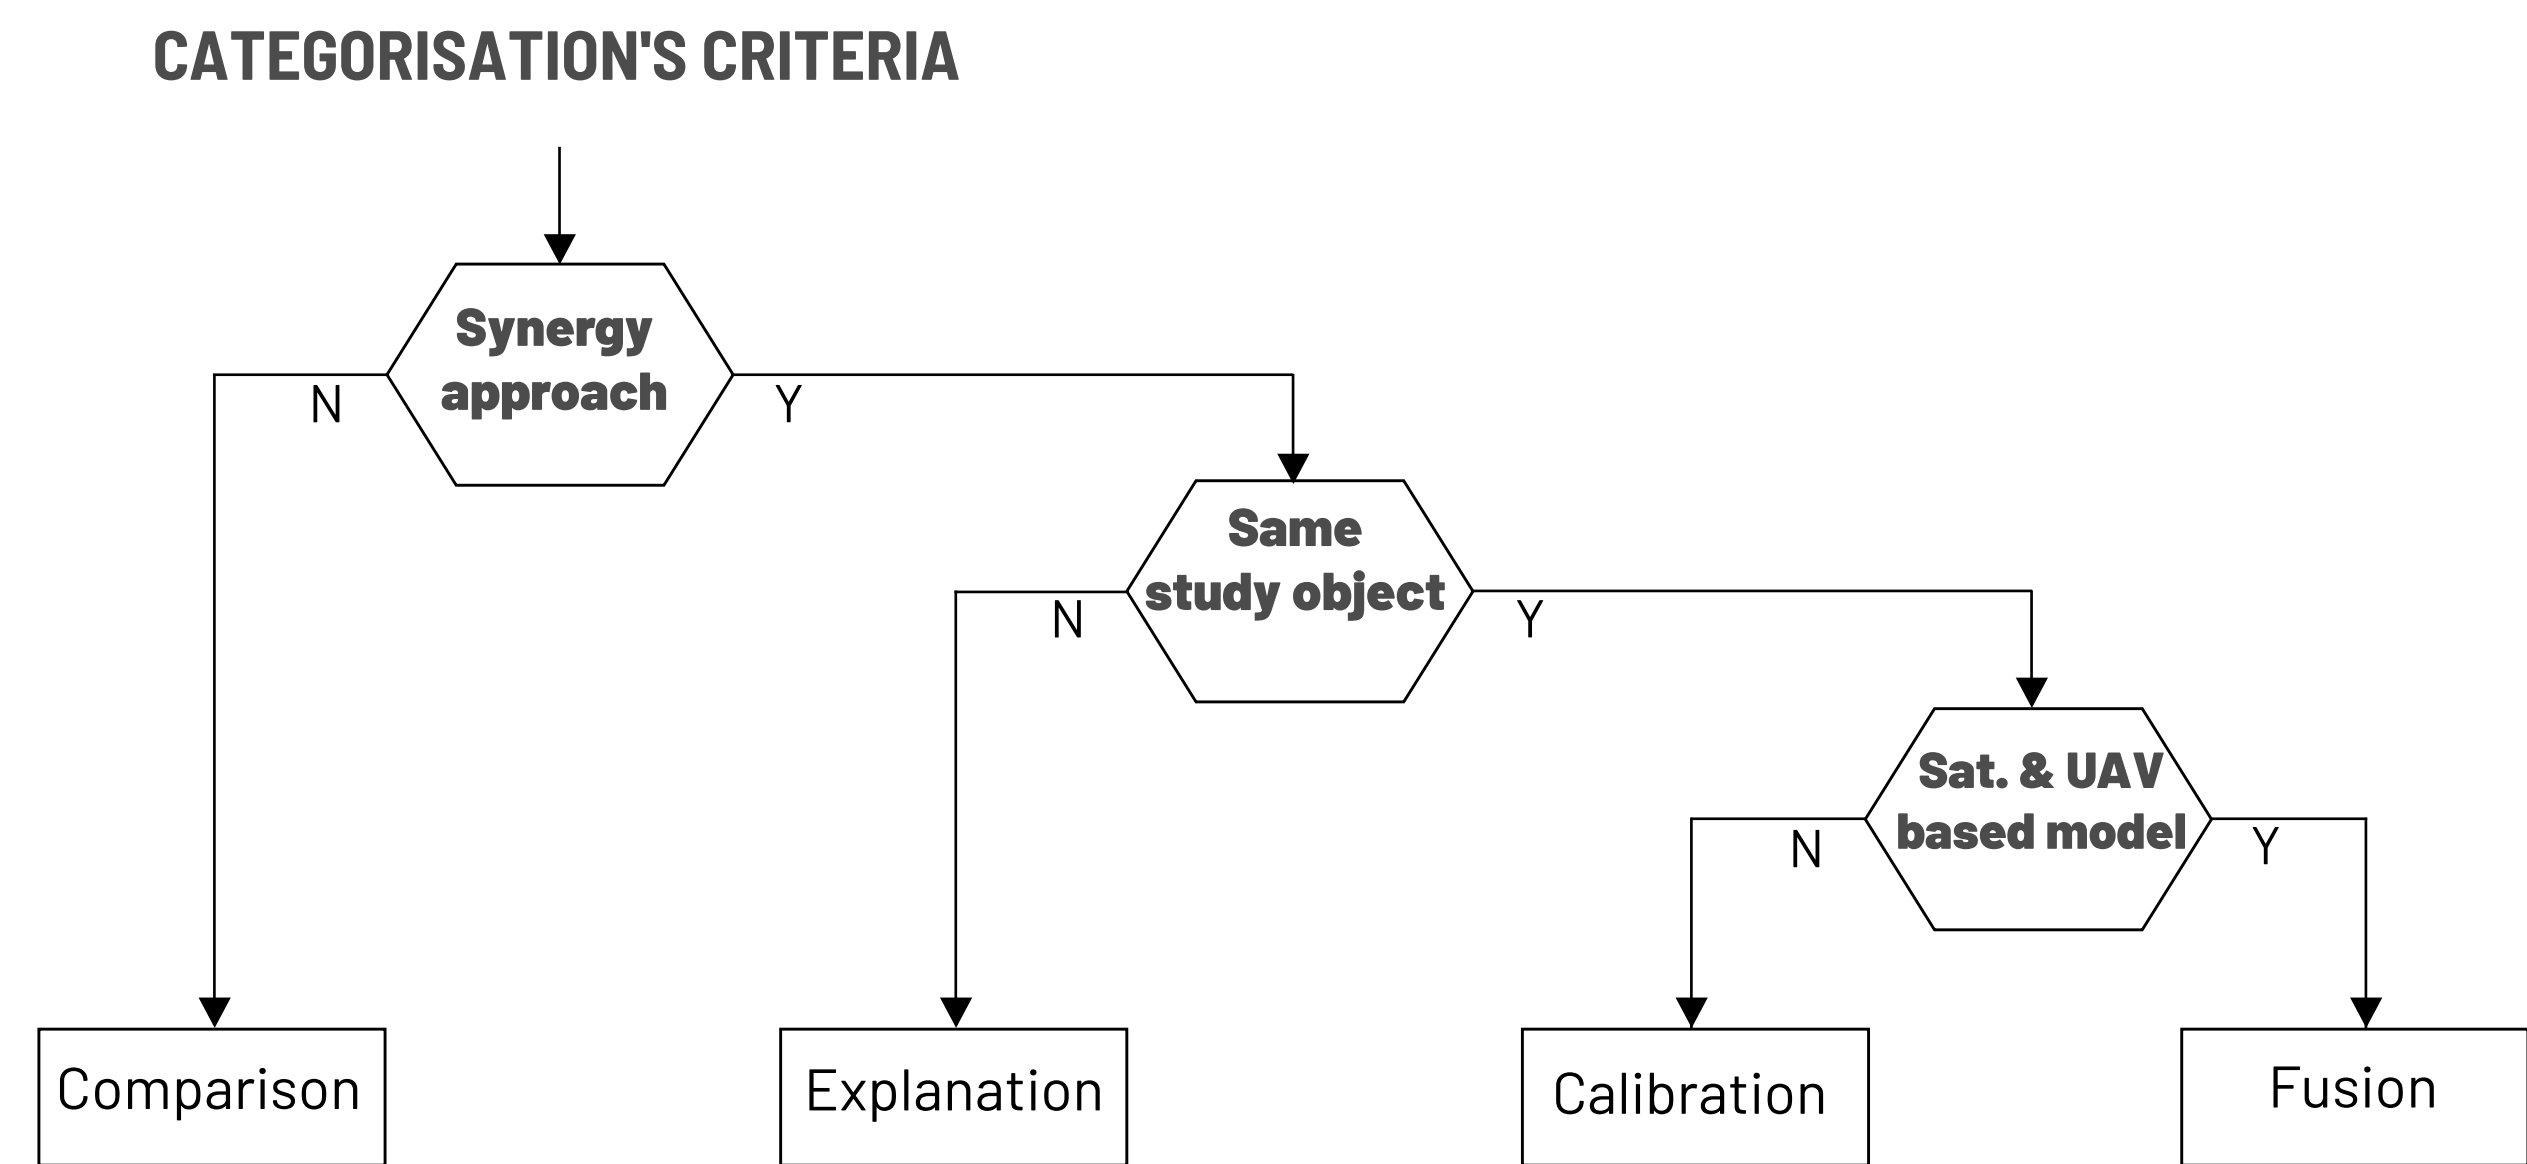 CATEGORISATION'S CRITERIA
Synergy
approach
N
Y
Same
study object
N
Y
Sat. & UAV
based model
N
Y
Comparison
Explanation
Calibration
Fusion